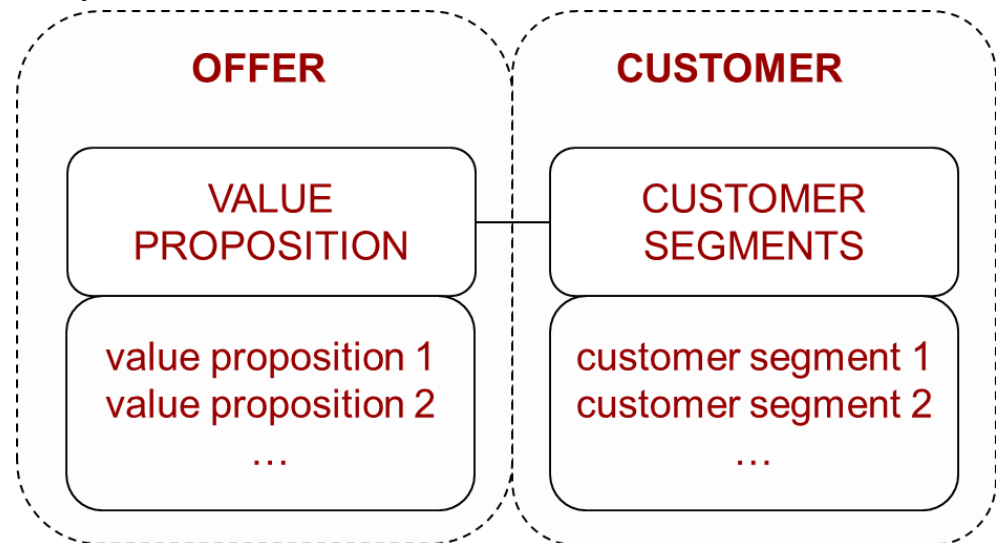 OFFER
CUSTOMER
VALUE
PROPOSITION
CUSTOMER
SEGMENTS
value proposition 1
value proposition 2
…
customer segment 1
customer segment 2
…